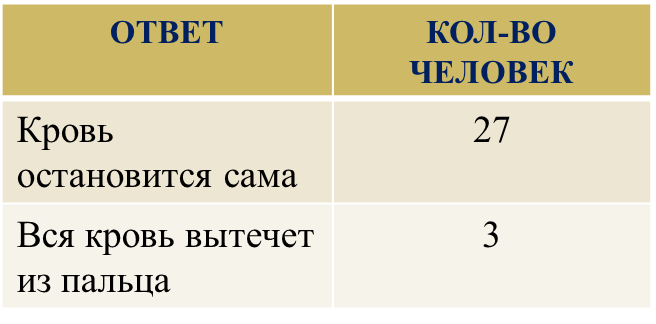 ОТВЕТ
КОЛ-ВО
ЧЕЛОВЕК
Кровь
остановится сама
27
Вся кровь вытечет
из пальца
3